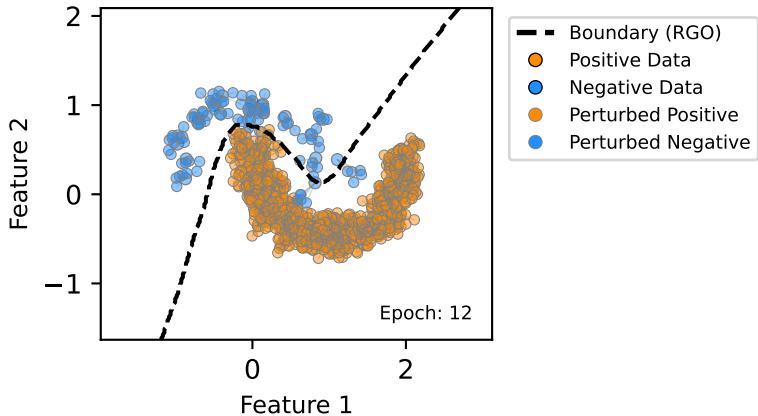 2
1
0
−1
Feature 2
0 2
Feature 1
Epoch: 12
Boundary (RGO)
Positive Data
Negative Data
Perturbed Positive
Perturbed Negative